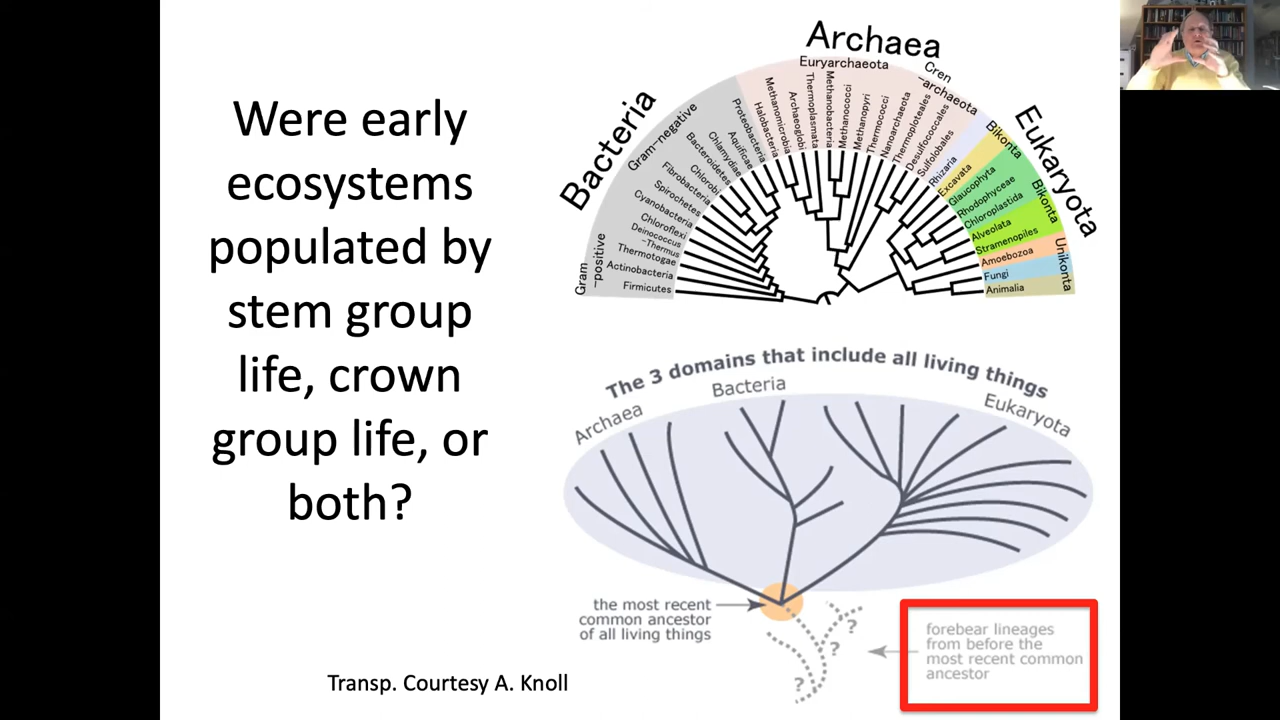 Were early
ecosystems
populated by
stem group
life, crown
group life, or
both?
Transp. Courtesy A. Knoll
Bacteria
Archaea
Eukaryota
Gram-negative
Gram
-positive
Euryarchaeota
Cren
-archaeota
Bikonta
Bikonta
Unikonta
Firmicutes
Actinobacteria
Thermotogae
Deinococcus
-Thermus
Chloroflexi
Cyanobacteria
Spirochetes
Fibrobacteria
Chlorobi
Bacteroidetes
Chlamydiae
Aquificae
Proteobacteria
Halobacteria
Methanomicrobia
Archaeoglobi
Thermoplasmata
Methanobacteria
Methanococci
Methanopyri
Thermococci
Nanoarchaeota
Thermoploteales
Desulfococcales
Sulfolobales
Rhizaria
Excavata
Glaucophyta
Rhodophyceae
Chloroplastida
Alveolata
Stramenopiles
Amoebozoa
Fungi
Animalia
The 3 domains that include all living things
Archaea
Bacteria
Eukaryota
the most recent
common ancestor
of all living things
?
?
?
forebear lineages
from before the
most recent common
ancestor